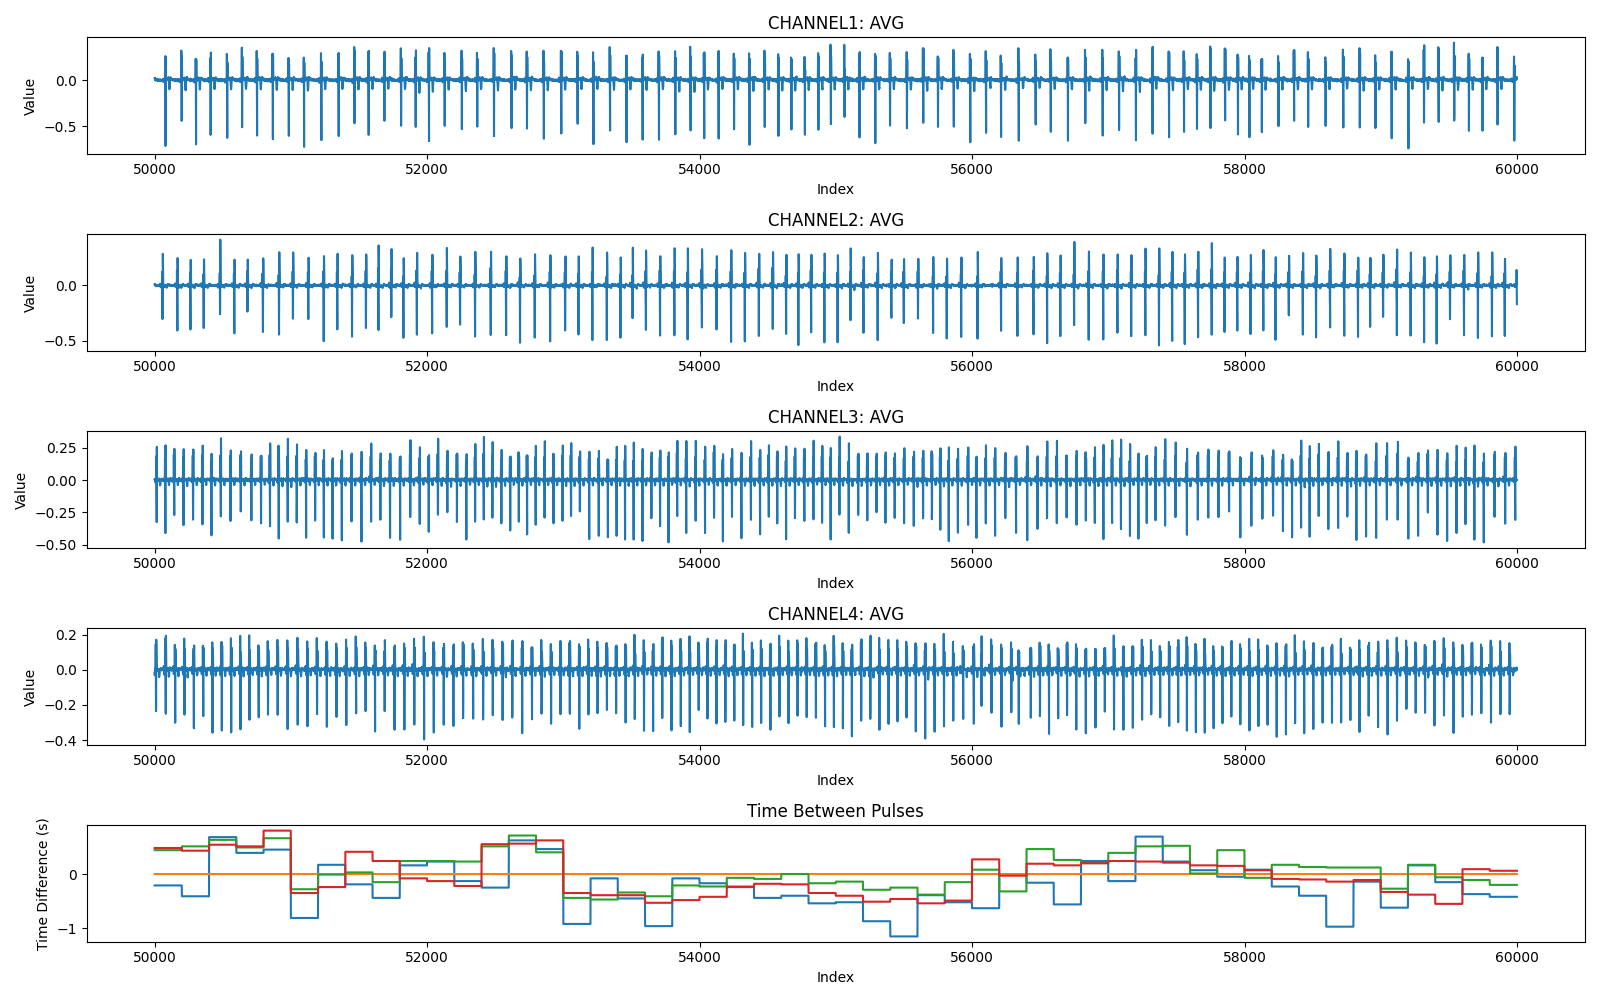 CHANNEL1: AVG
Value
0.0
−0.5
50000 52000 54000 56000 58000 60000
Index
CHANNEL2: AVG
Value
0.0
−0.5
50000 52000 54000 56000 58000 60000
Index
CHANNEL3: AVG
Value
0.25
0.00
−0.25
−0.50
50000 52000 54000 56000 58000 60000
Index
CHANNEL4: AVG
Value
0.2
0.0
−0.2
−0.4
50000 52000 54000 56000 58000 60000
Index
Time Between Pulses
Time Difference (s)
0
−1
50000 52000 54000 56000 58000 60000
Index